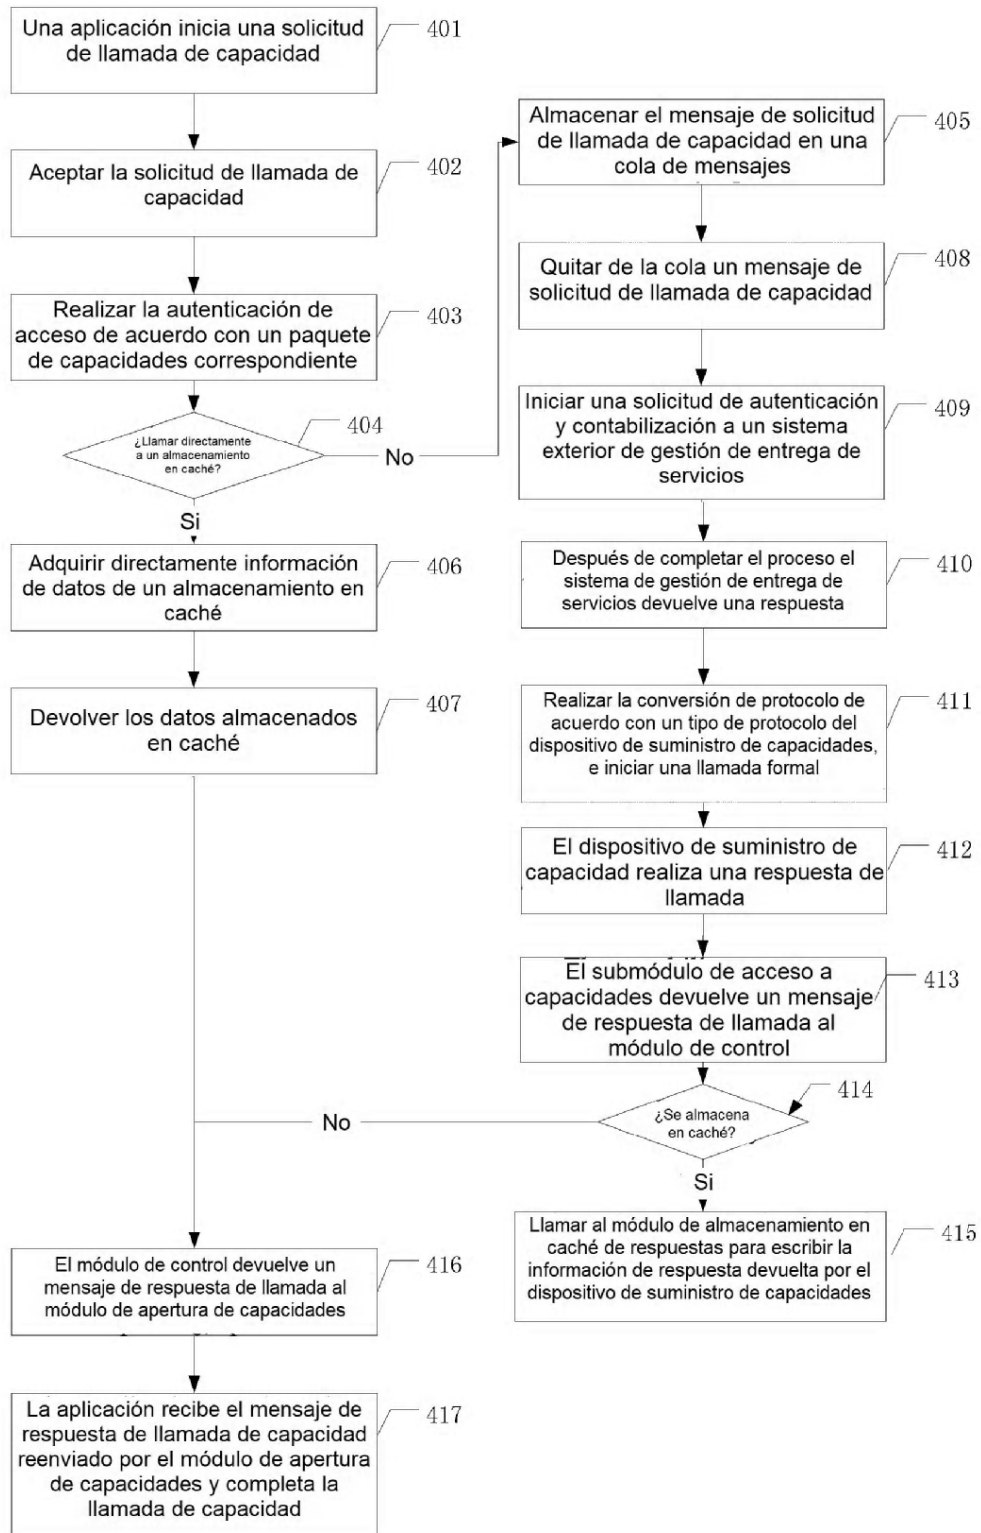 Una aplicación inicia una solicitud
de llamada de capacidad
401
Aceptar la solicitud de llamada de
capacidad
402
Realizar la autenticación de
acceso de acuerdo con un paquete
de capacidades correspondiente
403
¿Llamar directamente
a un almacenamiento
en caché?
404
No
Si
Almacenar el mensaje de solicitud
de llamada de capacidad en una
cola de mensajes
405
Adquirir directamente información
de datos de un almacenamiento en
caché
406
Devolver los datos almacenados
en caché
407
Quitar de la cola un mensaje de
solicitud de llamada de capacidad
408
Iniciar una solicitud de autenticación
y contabilización a un sistema
exterior de gestión de entrega de
servicios
409
Después de completar el proceso el
sistema de gestión de entrega de
servicios devuelve una respuesta
410
Realizar la conversión de protocolo de
acuerdo con un tipo de protocolo del
dispositivo de suministro de capacidades,
e iniciar una llamada formal
411
El dispositivo de suministro de
capacidad realiza una respuesta de
llamada
412
El submódulo de acceso a
capacidades devuelve un mensaje
de respuesta de llamada al
módulo de control
413
¿Se almacena
en caché?
414
No
Si
Llamar al módulo de almacenamiento en
caché de respuestas para escribir la
información de respuesta devuelta por el
dispositivo de suministro de capacidades
415
El módulo de control devuelve un
mensaje de respuesta de llamada al
módulo de apertura de capacidades
416
La aplicación recibe el mensaje de
respuesta de llamada de capacidad
reenviado por el módulo de apertura
de capacidades y completa la
llamada de capacidad
417